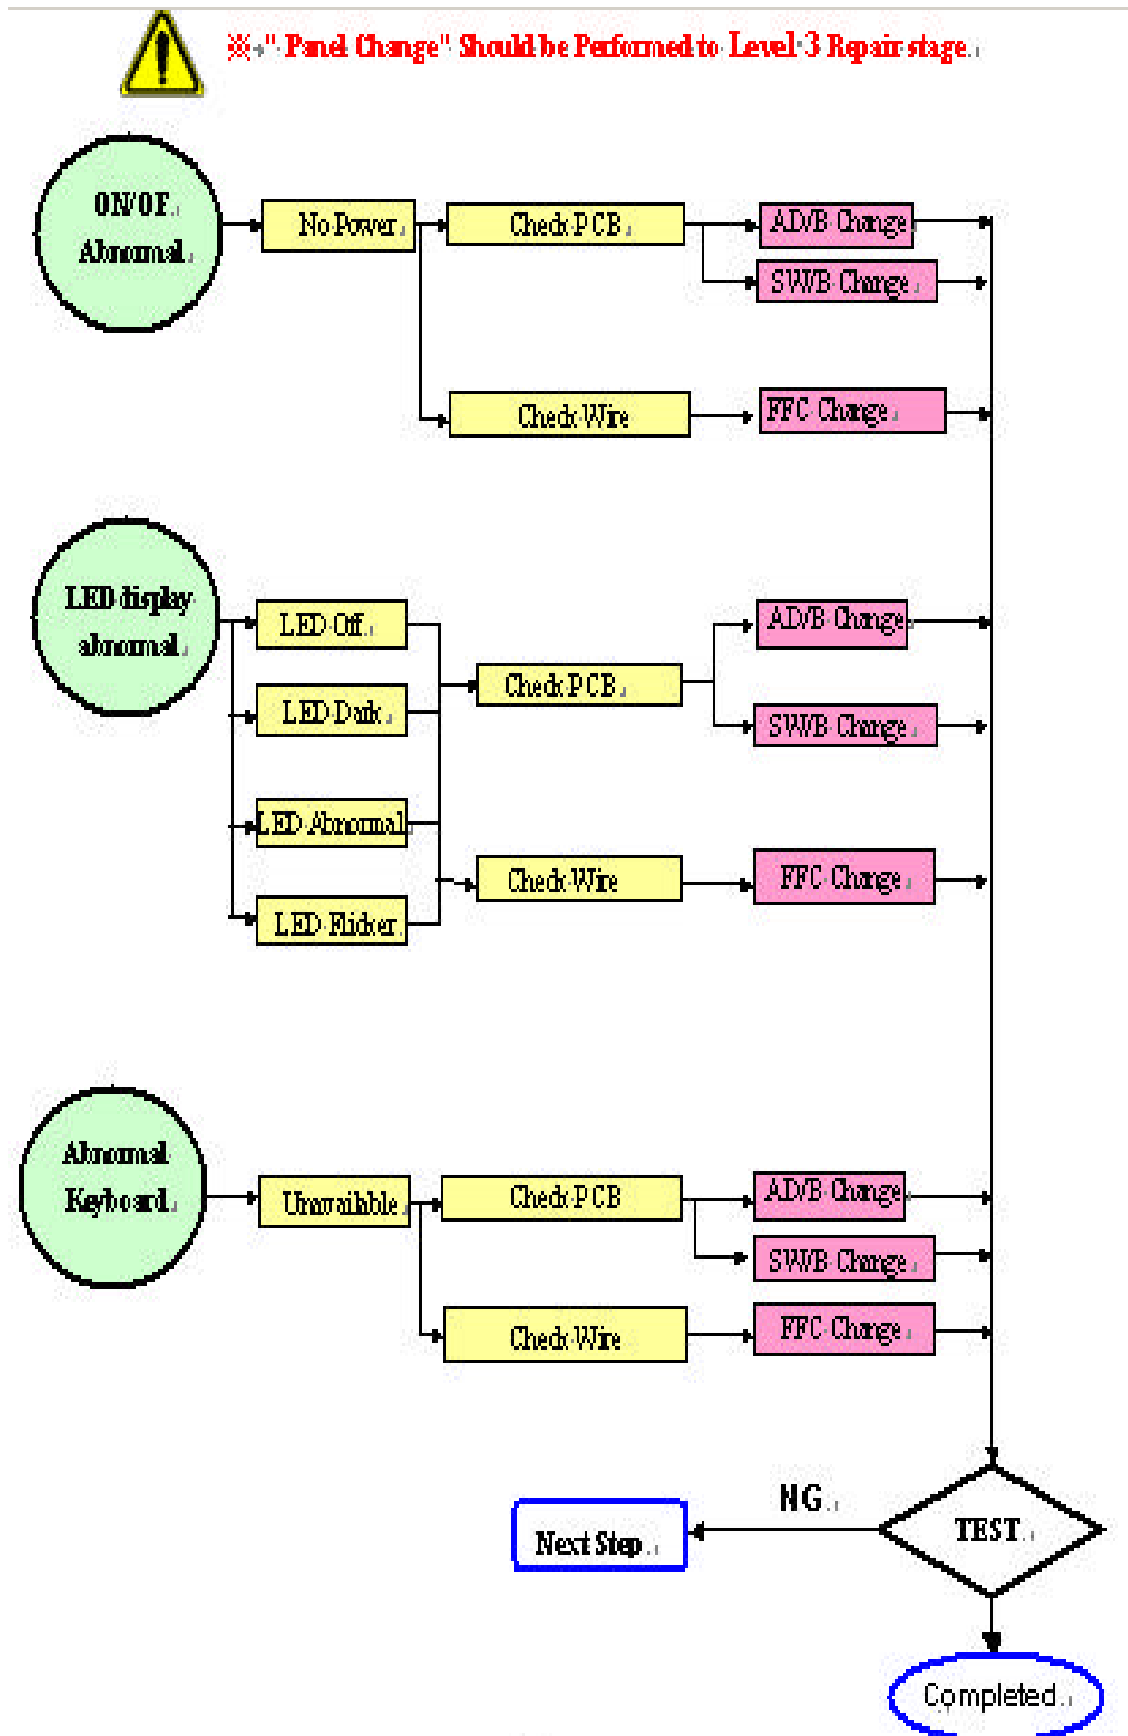 ※ " Panel Change" Should be Performed to Level 3 Repair stage.
ON/OF.
Abnormal
No Power
Check PCB
AD/B Change
SW/B Change
Check Wire
FFC Change
LED display
abnormal
LED Off.
LED Dark
LED Abnormal
LED Flicker
Check PCB
Check Wire
AD/B Change
SW/B Change
FFC Change
Abnormal
Keyboard
Unavailable
Check PCB
Check Wire
AD/B Change
SW/B Change
FFC Change
TEST
NG
Next Step
Completed